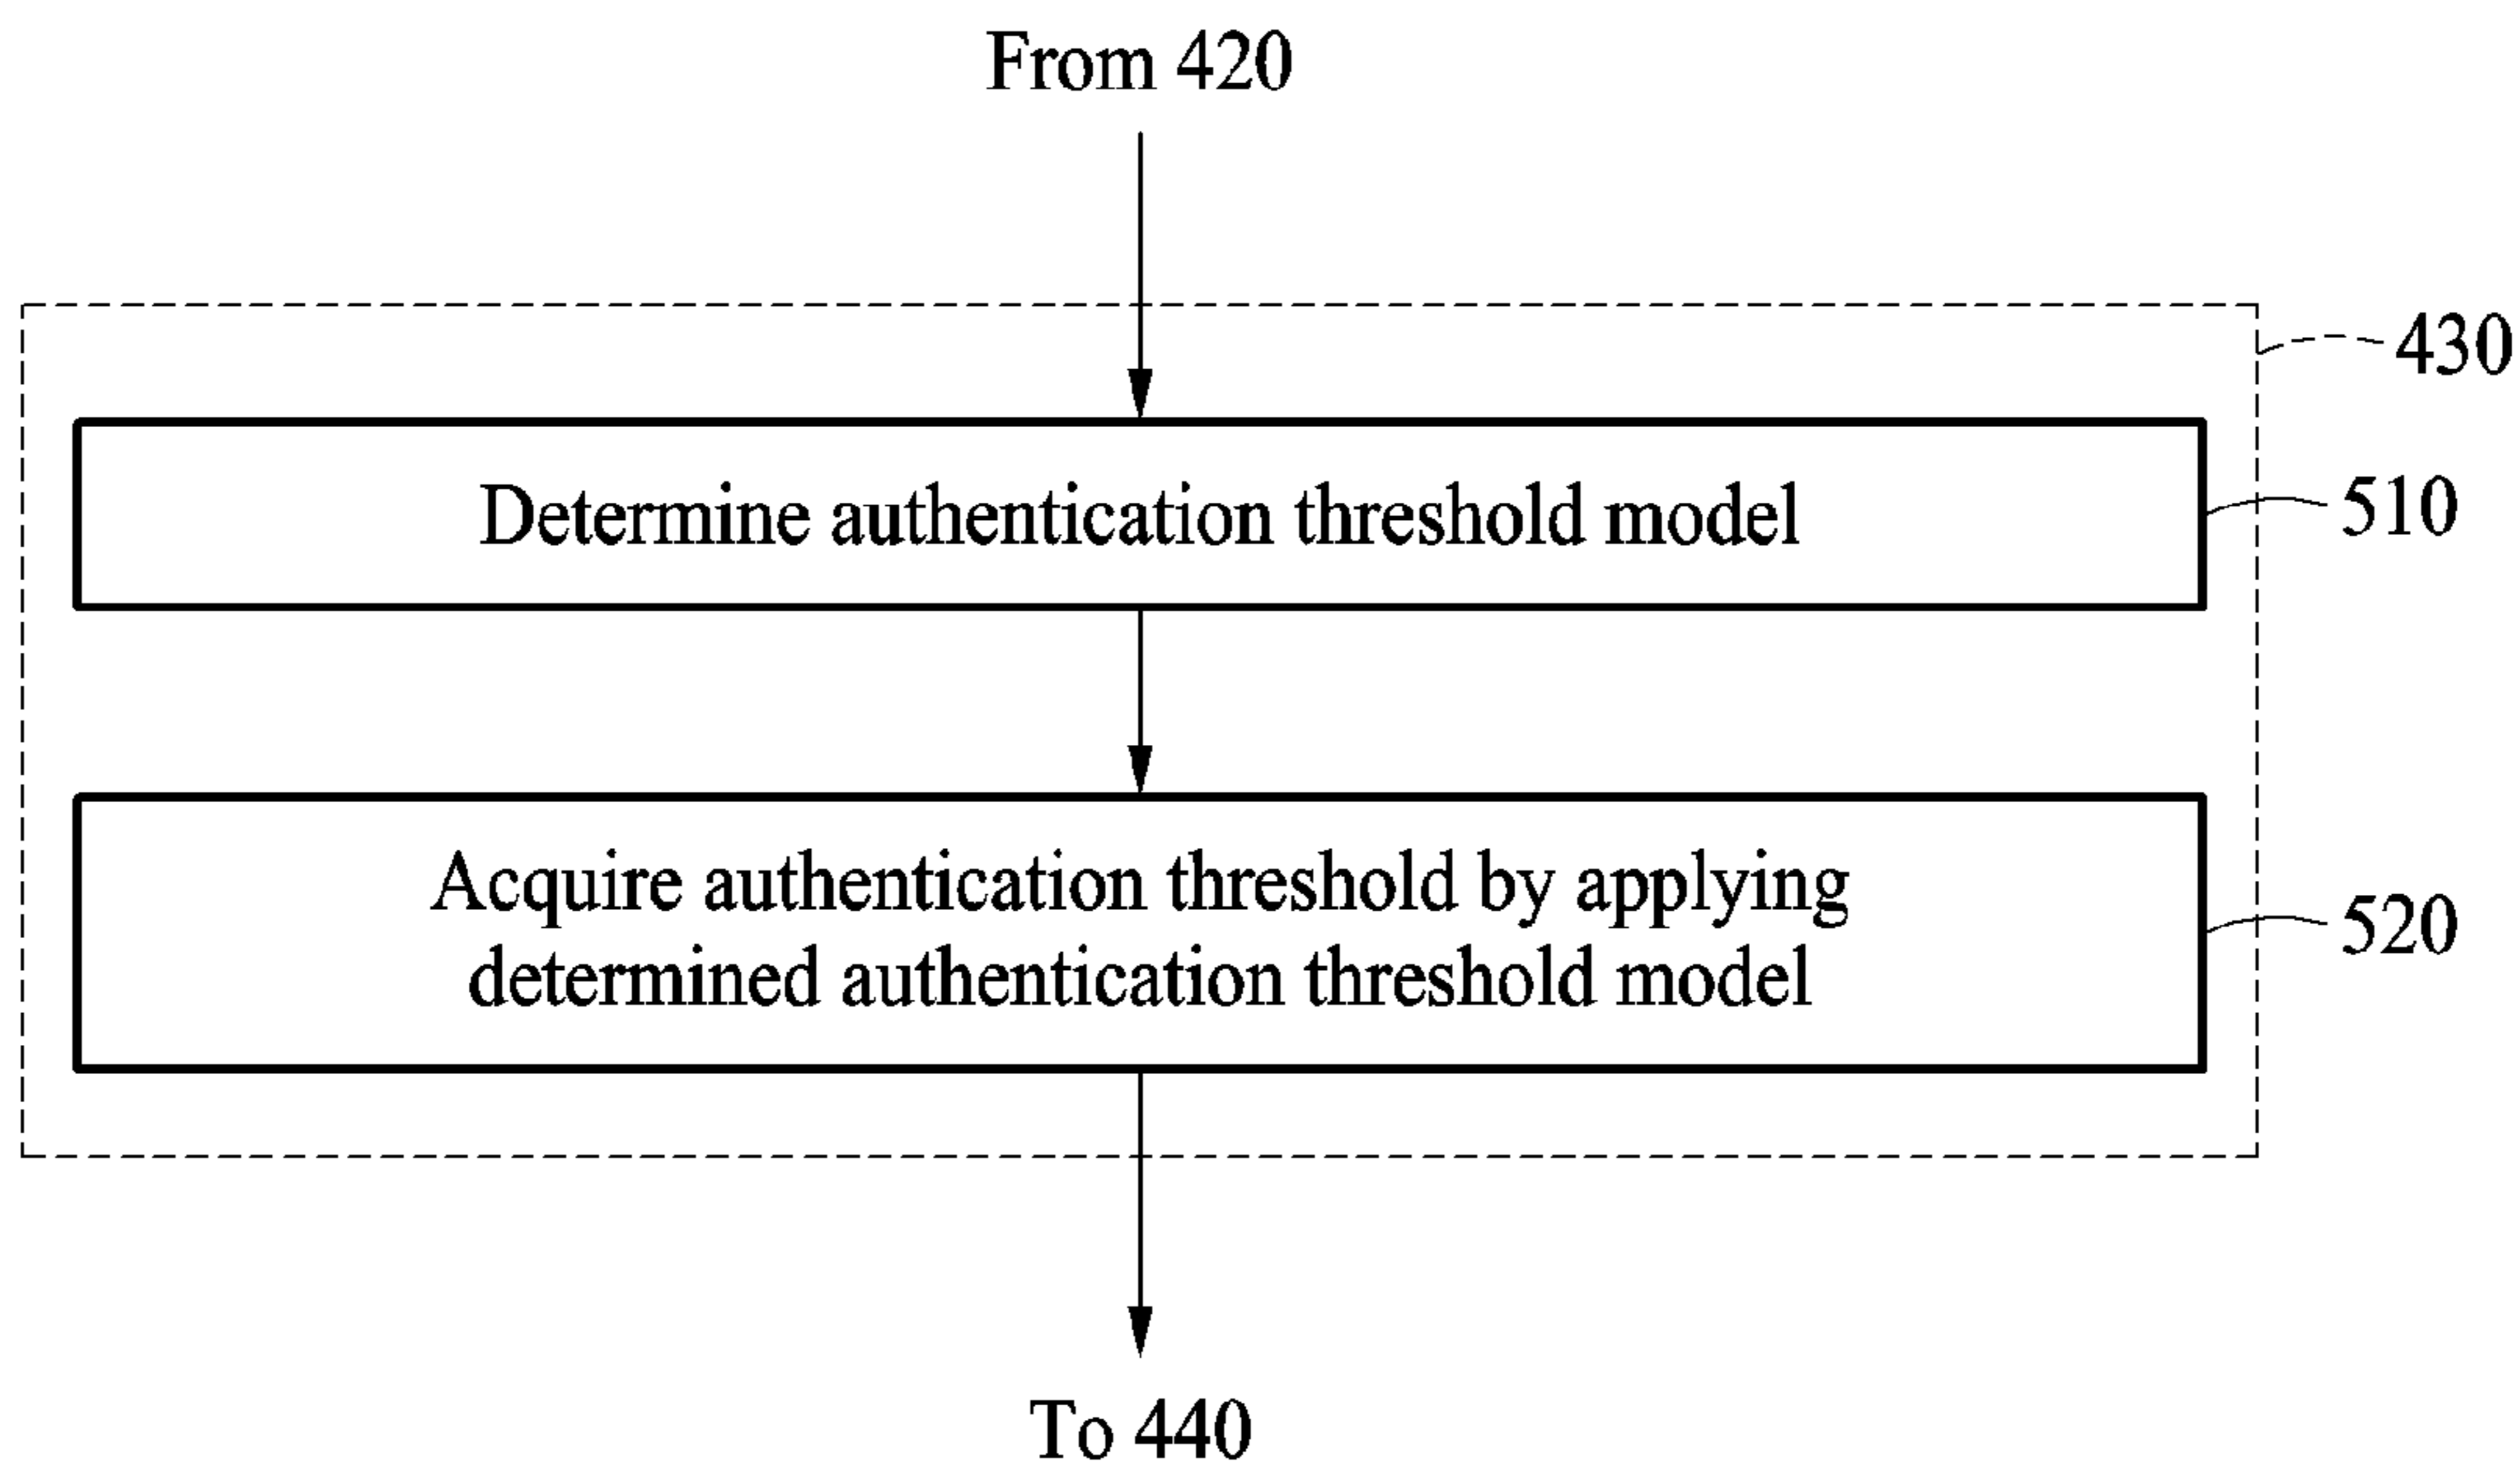 From 420
430
Determine authentication threshold model
510
Acquire authentication threshold by applying
determined authentication threshold model
520
To 440